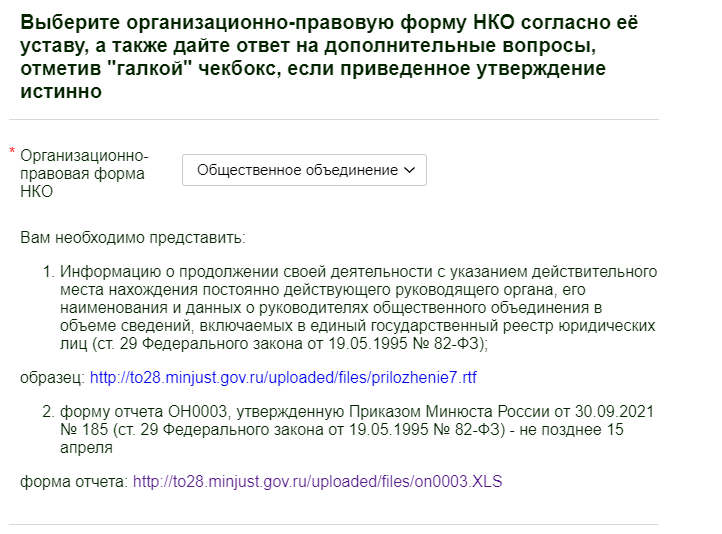 Выберите организационно-правовую форму НКО согласно её
уставу, а также дайте ответ на дополнительные вопросы,
отметив "галкой" чекбокс, если приведенное утверждение
истинно
* Организационно-
правовая форма
НКО
Общественное объединение
Вам необходимо представить:
1. Информацию о продолжении своей деятельности с указанием действительного
места нахождения постоянно действующего руководящего органа, его
наименования и данных о руководителях общественного объединения в
объеме сведений, включаемых в единый государственный реестр юридических
лиц (ст. 29 Федерального закона от 19.05.1995 № 82-ФЗ);
образец: http://to28.minjust.gov.ru/uploaded/files/prilozhenie7.rtf
2. форму отчета ОН0003, утвержденную Приказом Минюста России от 30.09.2021
№ 185 (ст. 29 Федерального закона от 19.05.1995 № 82-ФЗ) - не позднее 15
апреля
форма отчета: http://to28.minjust.gov.ru/uploaded/files/on0003.XLS